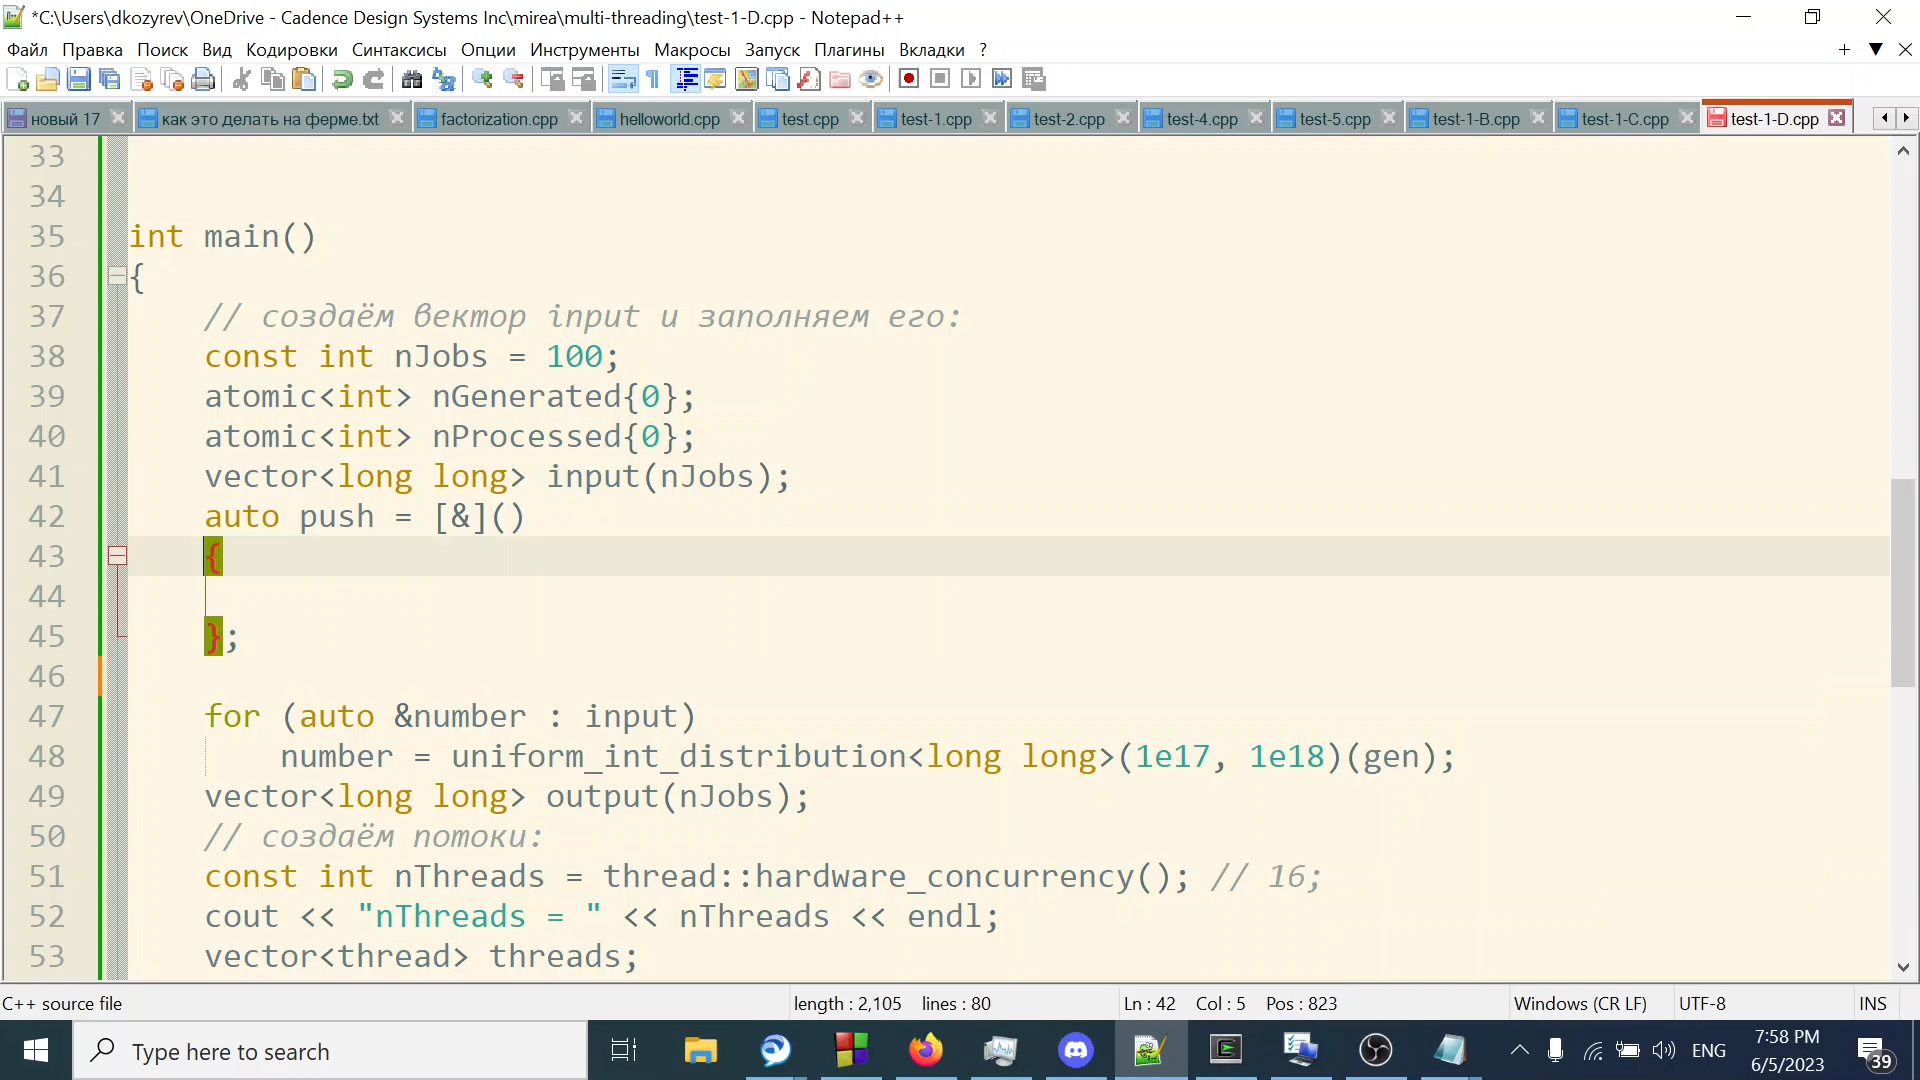 *C:\Users\dkozyrev\OneDrive - Cadence Design Systems Inc\mirea\multi-threading\test-1-D.cpp - Notepad++
Файл Правка Поиск Вид Кодировки Синтаксисы Опции Инструменты Макросы Запуск Плагины Вкладки ?
новый 17 как это делать на ферме.txt factorization.cpp helloworld.cpp test.cpp test-1.cpp test-2.cpp test-4.cpp test-5.cpp test-1-B.cpp test-1-C.cpp test-1-D.cpp
33
34
35 int main()
36 {
37 // создаём вектор input и заполняем его:
38 const int nJobs = 100;
39 atomic<int> nGenerated{0};
40 atomic<int> nProcessed{0};
41 vector<long long> input(nJobs);
42 auto push = [&]()
43 {
44
45 };
46
47 for (auto &number : input)
48 number = uniform_int_distribution<long long>(1e17, 1e18)(gen);
49 vector<long long> output(nJobs);
50 // создаём потоки:
51 const int nThreads = thread::hardware_concurrency(); // 16;
52 cout << "nThreads = " << nThreads << endl;
53 vector<thread> threads;
C++ source file length : 2,105 lines : 80 Ln : 42 Col : 5 Pos : 823 Windows (CR LF) UTF-8 INS
Type here to search
ENG
7:58 PM
6/5/2023
39